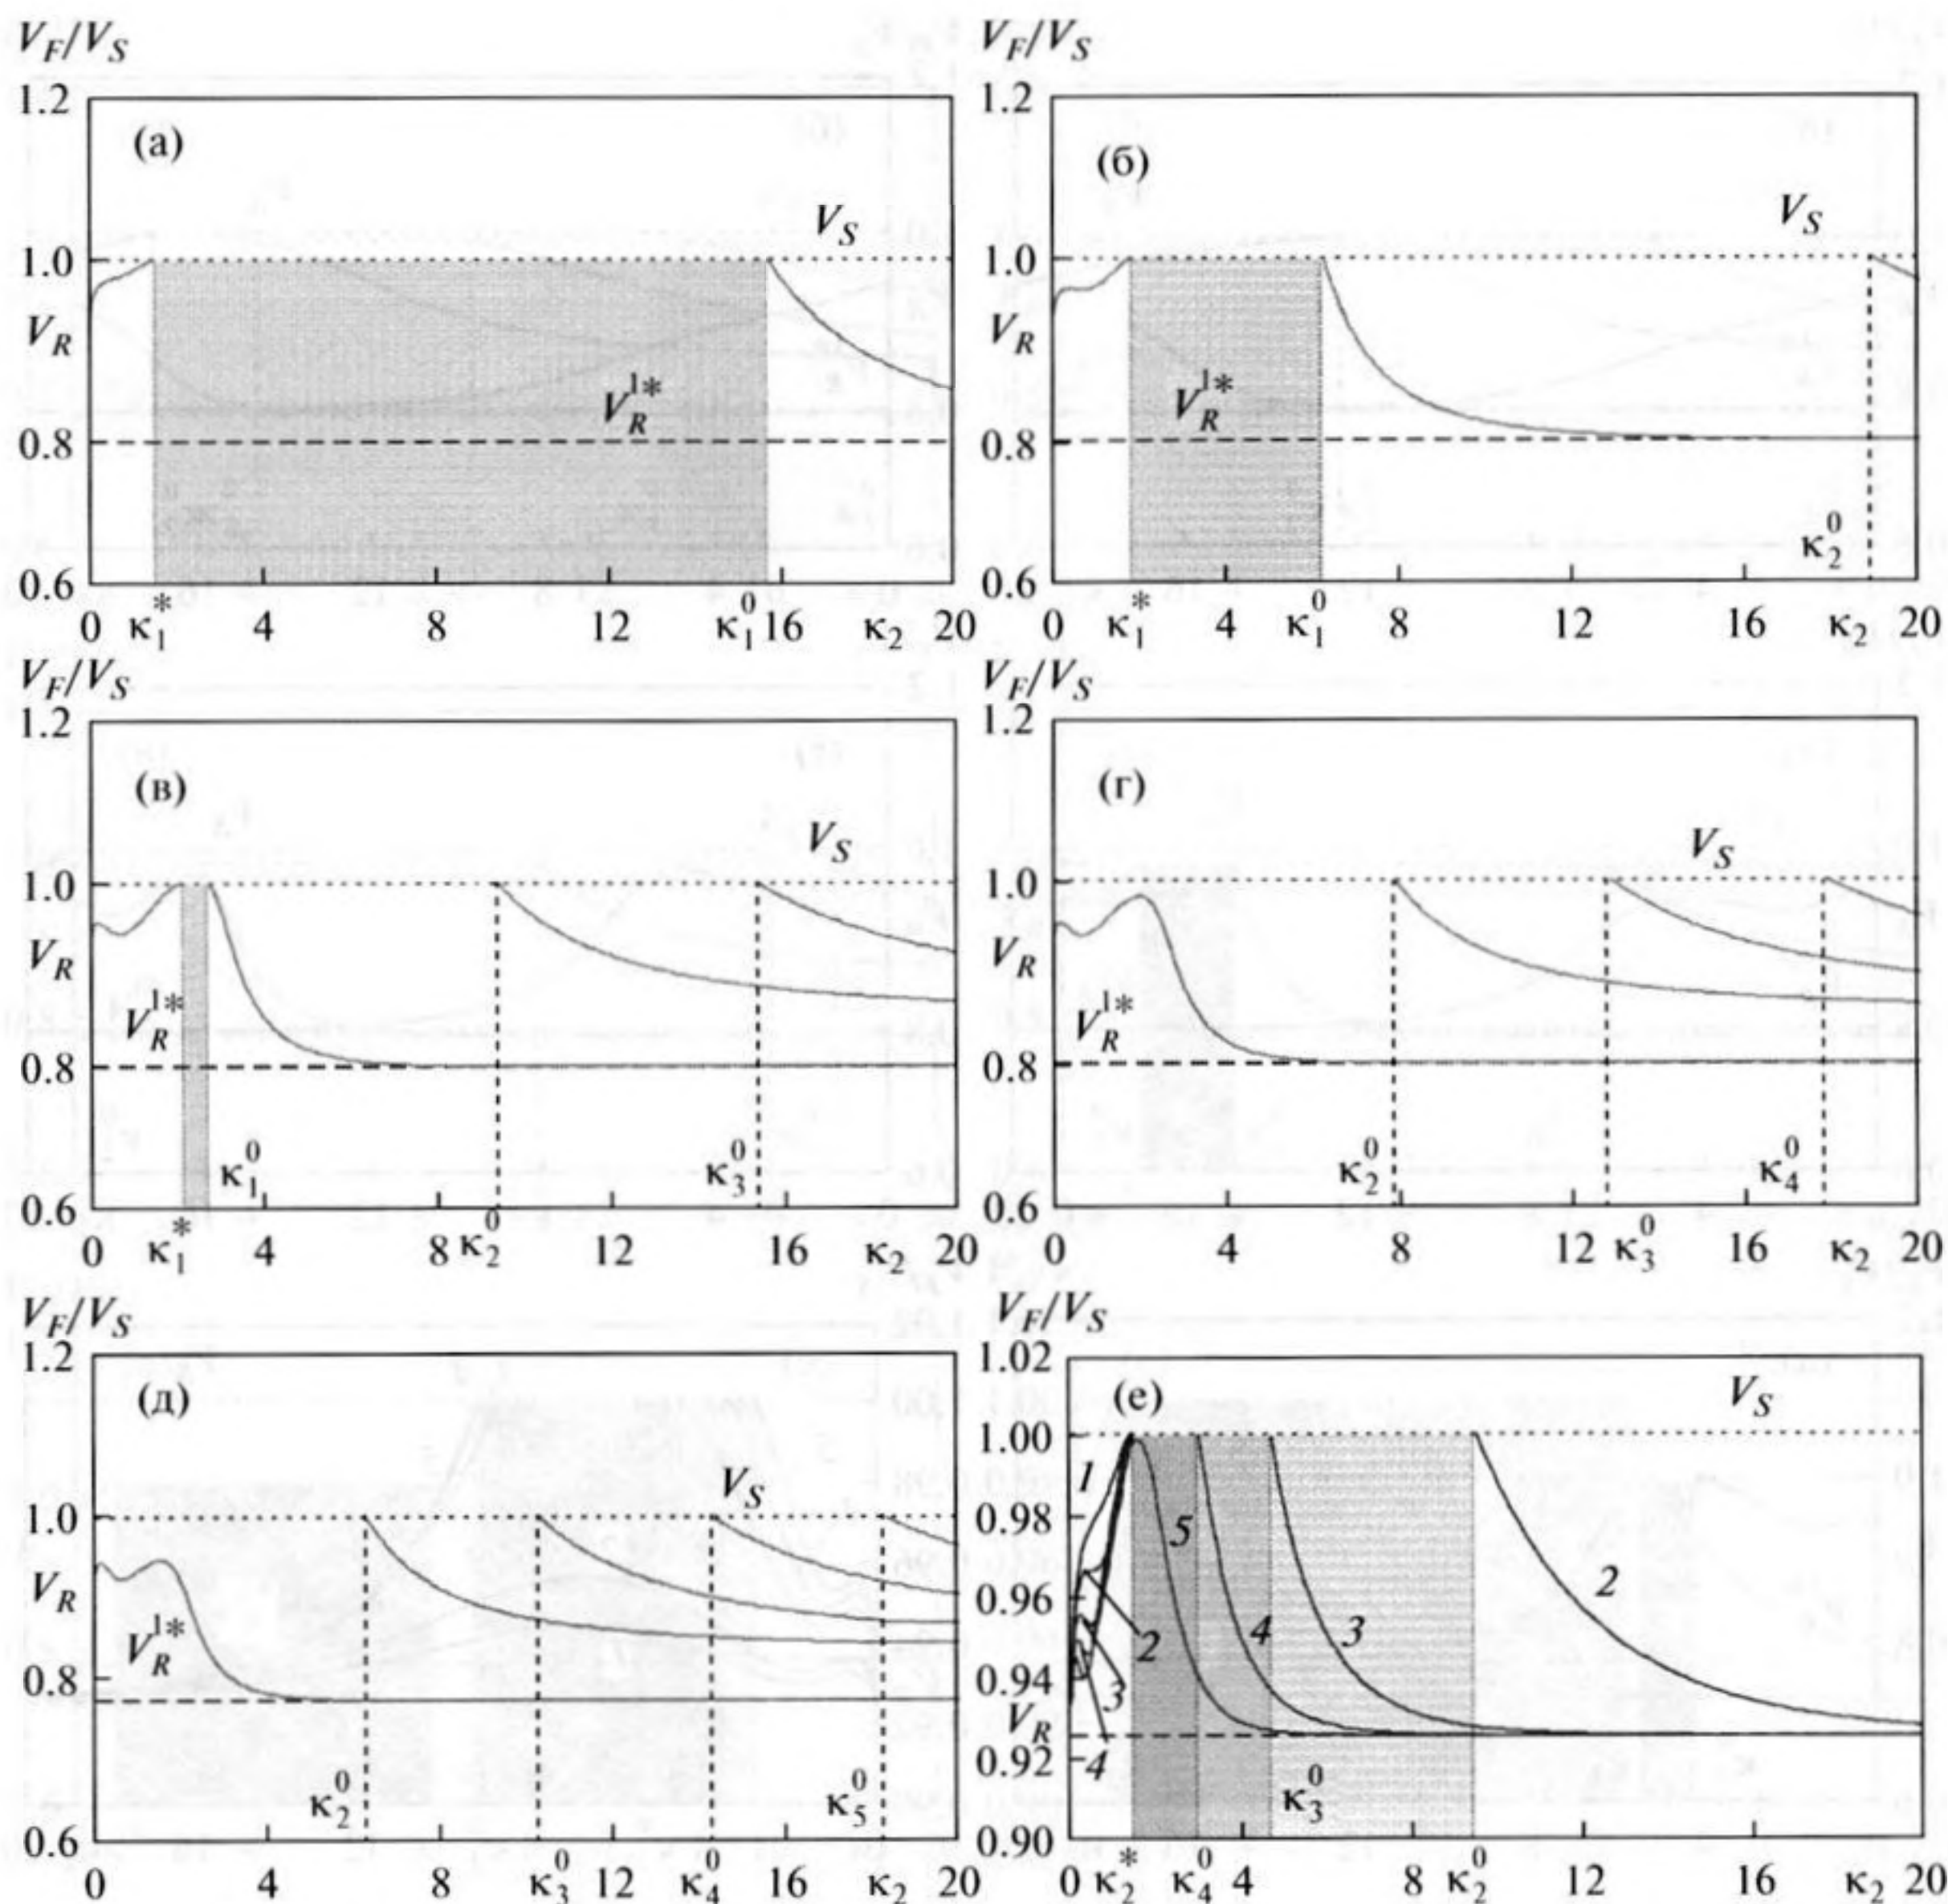 V_F/V_S
1.2
(а)
V_S
1.0
V_R
V_R^{1*}
0.8
0.6
0 κ_1^* 4 8 12 κ_1^0 16 κ_2 20
V_F/V_S
1.2
(б)
V_S
1.0
V_R
V_R^{1*}
0.8
κ_2^0
0.6
0 κ_1^* 4 κ_1^0 8 12 16 κ_2 20
V_F/V_S
1.2
(в)
V_S
1.0
V_R
V_R^{1*}
0.8
κ_1^0 κ_3^0
0.6
0 κ_1^* 4 8 κ_2^0 12 16 κ_2 20
V_F/V_S
1.2
(г)
V_S
1.0
V_R
V_R^{1*}
0.8
κ_2^0 κ_4^0
0.6
0 4 8 12 κ_3^0 16 κ_2 20
V_F/V_S
1.2
(д)
V_S
1.0
V_R
V_R^{1*}
0.8
κ_2^0 κ_5^0
0.6
0 4 8 κ_3^0 12 κ_4^0 16 κ_2 20
V_F/V_S
1.02
(е)
V_S
1.00
1
0.98
5
2
0.96
2 4 3
0.94
3
V_R
0.92
4
κ_3^0
0.90
0 κ_2^* κ_4^0 4 8 κ_2^0 12 16 κ_2 20